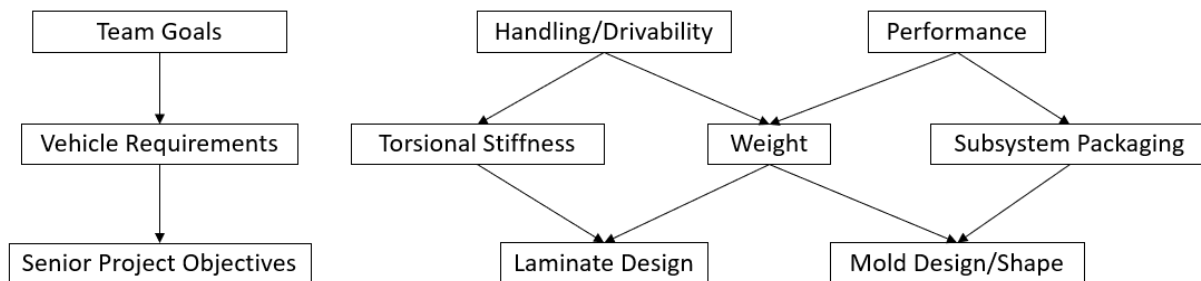 Team Goals
Handling/Drivability
Performance
Vehicle Requirements
Torsional Stiffness
Weight
Subsystem Packaging
Senior Project Objectives
Laminate Design
Mold Design/Shape